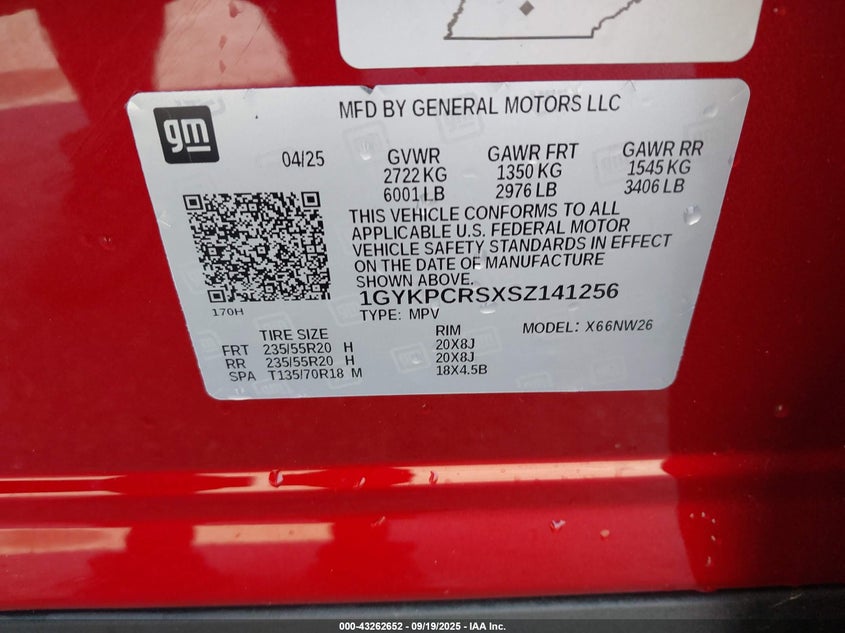 gm
MFD BY GENERAL MOTORS LLC
04/25 GVWR GAWR FRT GAWR RR
2722 KG 1350 KG 1545 KG
6001 LB 2976 LB 3406 LB
THIS VEHICLE CONFORMS TO ALL
APPLICABLE U.S. FEDERAL MOTOR
VEHICLE SAFETY STANDARDS IN EFFECT
ON THE DATE OF MANUFACTURE
SHOWN ABOVE.
1GYKPCRSXSZ141256
170H
TYPE: MPV MODEL: X66NW26
TIRE SIZE RIM
FRT 235/55R20 H 20X8J
RR 235/55R20 H 20X8J
SPA T135/70R18 M 18X4.5B
000-43262652 - 09/19/2025 - IAA Inc.